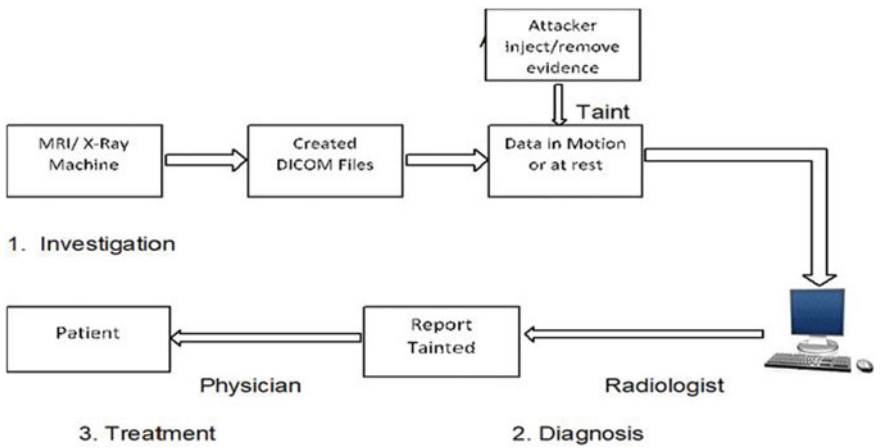 Attacker
inject/remove
evidence
Taint
MRI/ X-Ray
Machine
Created
DICOM Files
Data in Motion
or at rest
1. Investigation
Patient
Report
Tainted
Physician
Radiologist
3. Treatment
2. Diagnosis